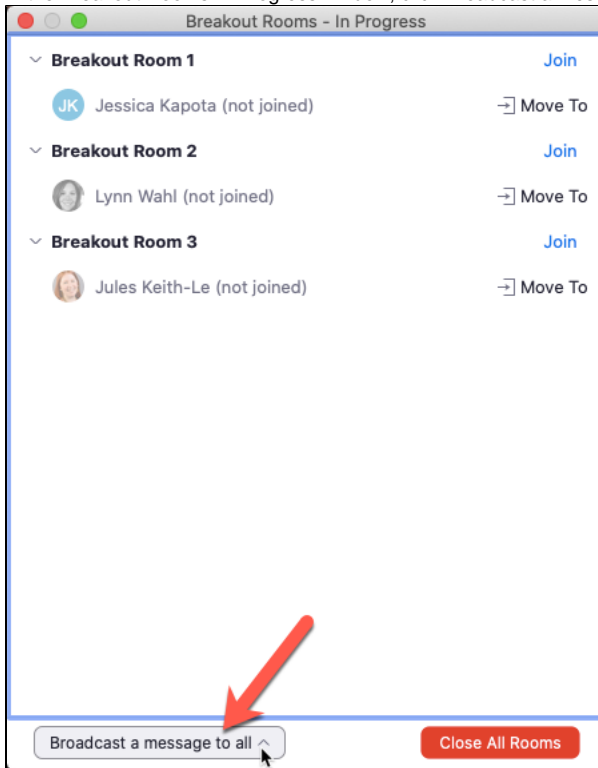 Breakout Rooms - In Progress
Breakout Room 1 Join
JK Jessica Kapota (not joined) Move To
Breakout Room 2 Join
Lynn Wahl (not joined) Move To
Breakout Room 3 Join
Jules Keith-Le (not joined) Move To
Broadcast a message to all Close All Rooms